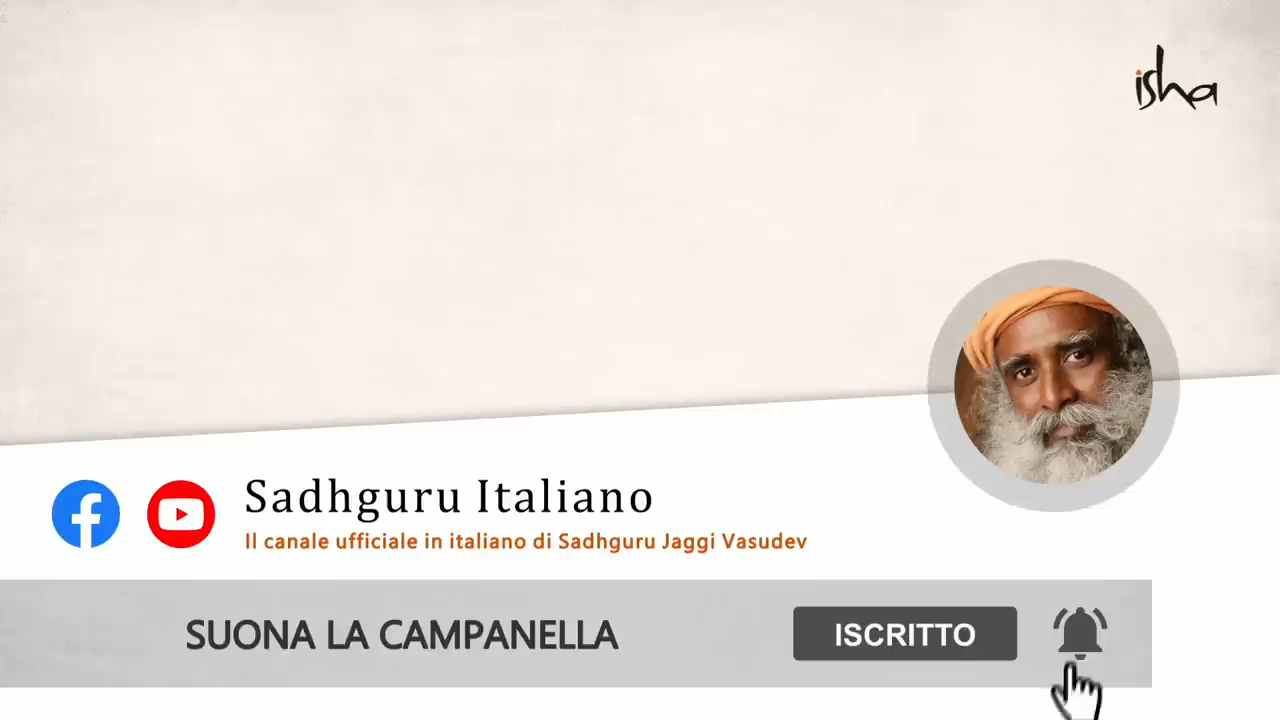 isha
Sadhguru Italiano
Il canale ufficiale in italiano di Sadhguru Jaggi Vasudev
SUONA LA CAMPANELLA
ISCRITTO